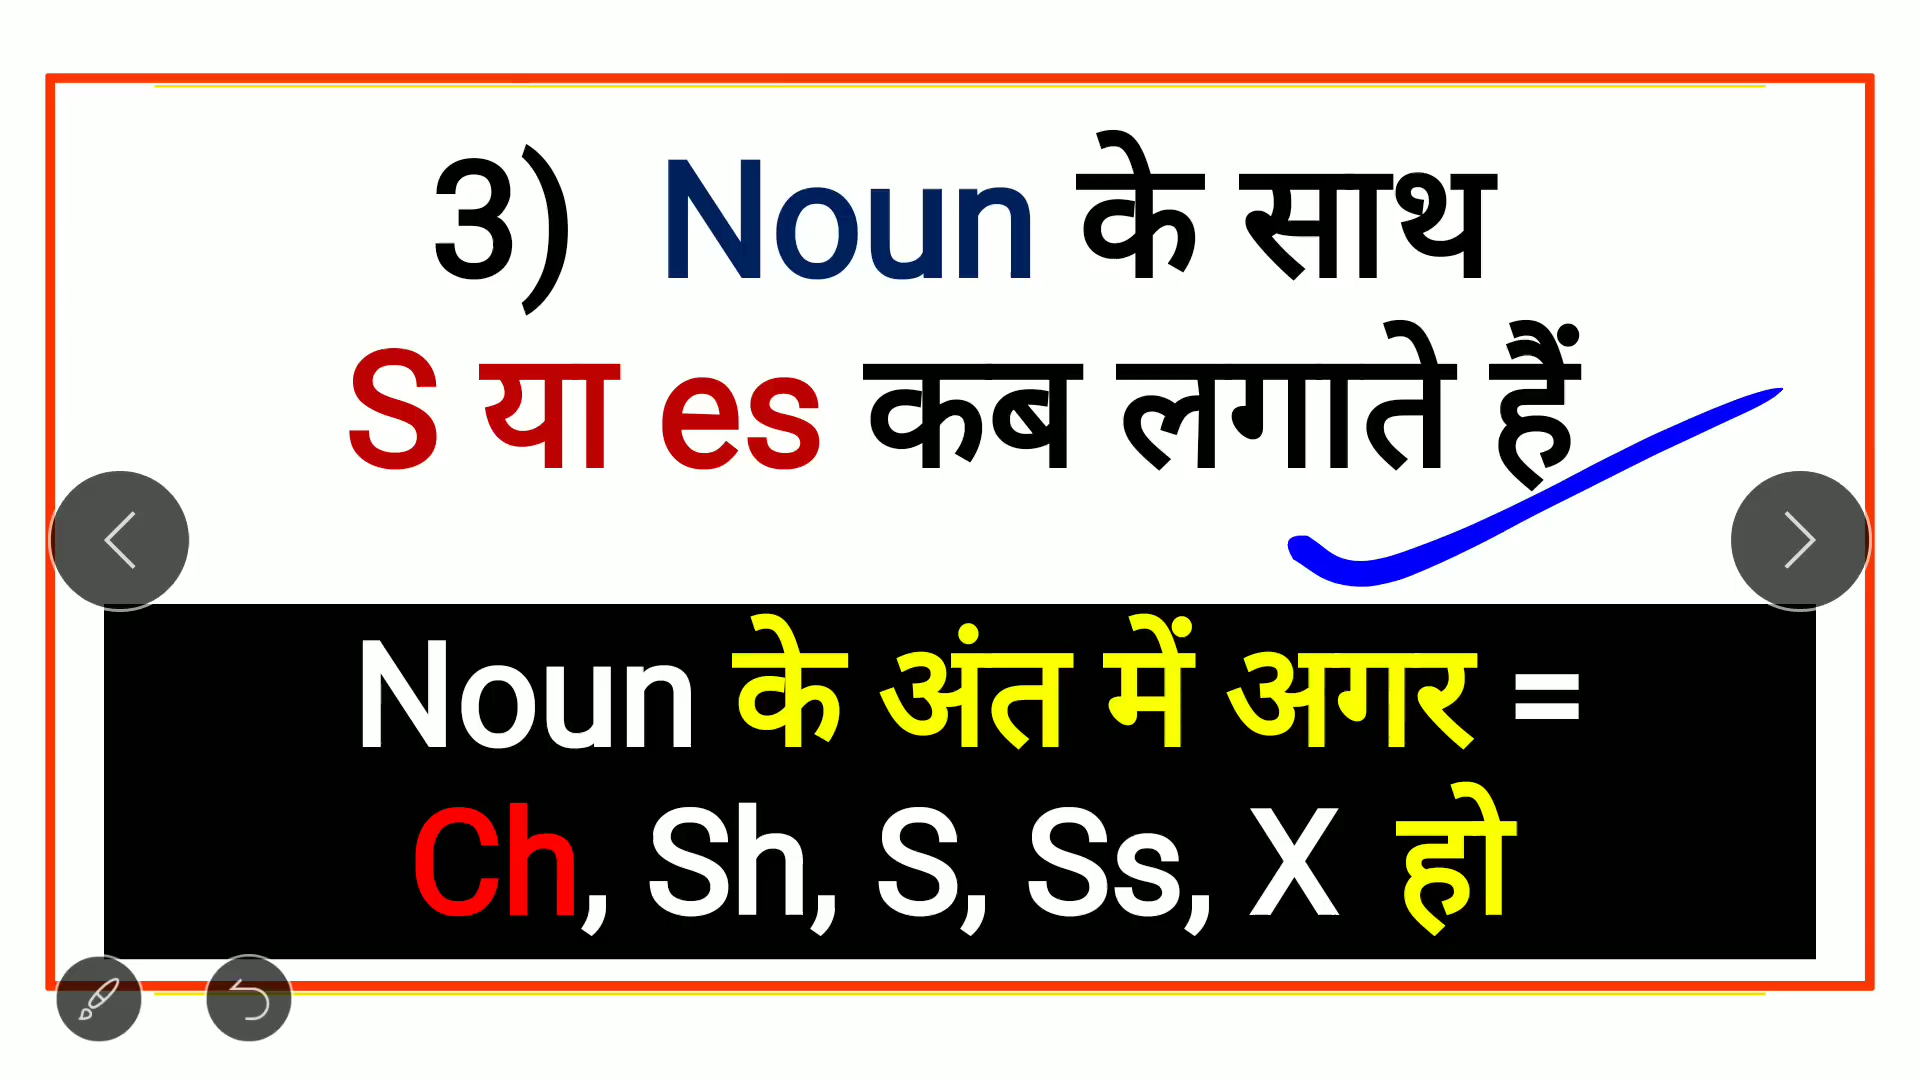 3) Noun के साथ
S या es कब लगाते हैं
Noun के अंत में अगर =
Ch, Sh, S, Ss, X हो